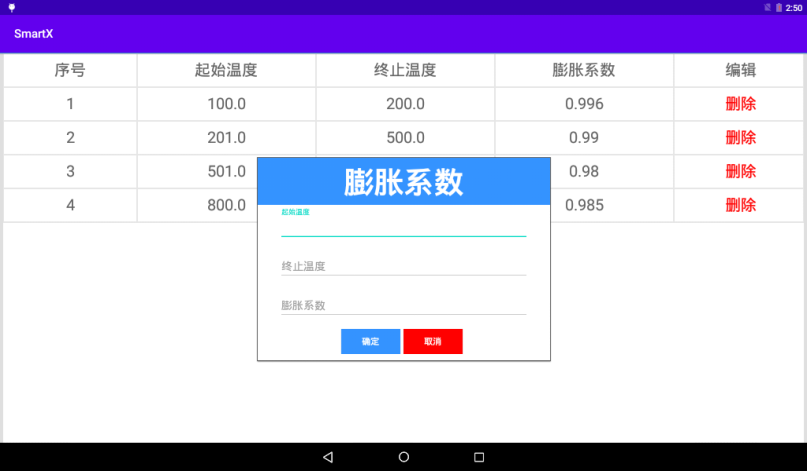 2:50
SmartX
序号 起始温度 终止温度 膨胀系数 编辑
1 100.0 200.0 0.996 删除
2 201.0 500.0 0.99 删除
3 501.0 0.98 删除
4 800.0 0.985 删除
膨胀系数
起始温度
终止温度
膨胀系数
确定 取消